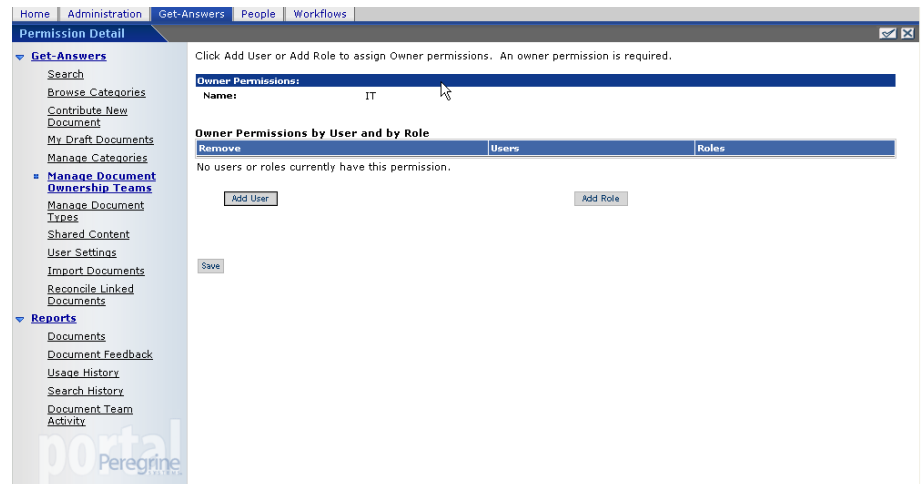 Home Administration Get-Answers People Workflows
Permission Detail
Get-Answers
Search
Browse Categories
Contribute New
Document
My Draft Documents
Manage Categories
Manage Document
Ownership Teams
Manage Document
Types
Shared Content
User Settings
Import Documents
Reconcile Linked
Documents
Reports
Documents
Document Feedback
Usage History
Search History
Document Team
Activity
portal
Peregrine
SYSTEMS
Click Add User or Add Role to assign Owner permissions. An owner permission is required.
Owner Permissions:
Name: IT
Owner Permissions by User and by Role
Remove Users Roles
No users or roles currently have this permission.
Add User Add Role
Save